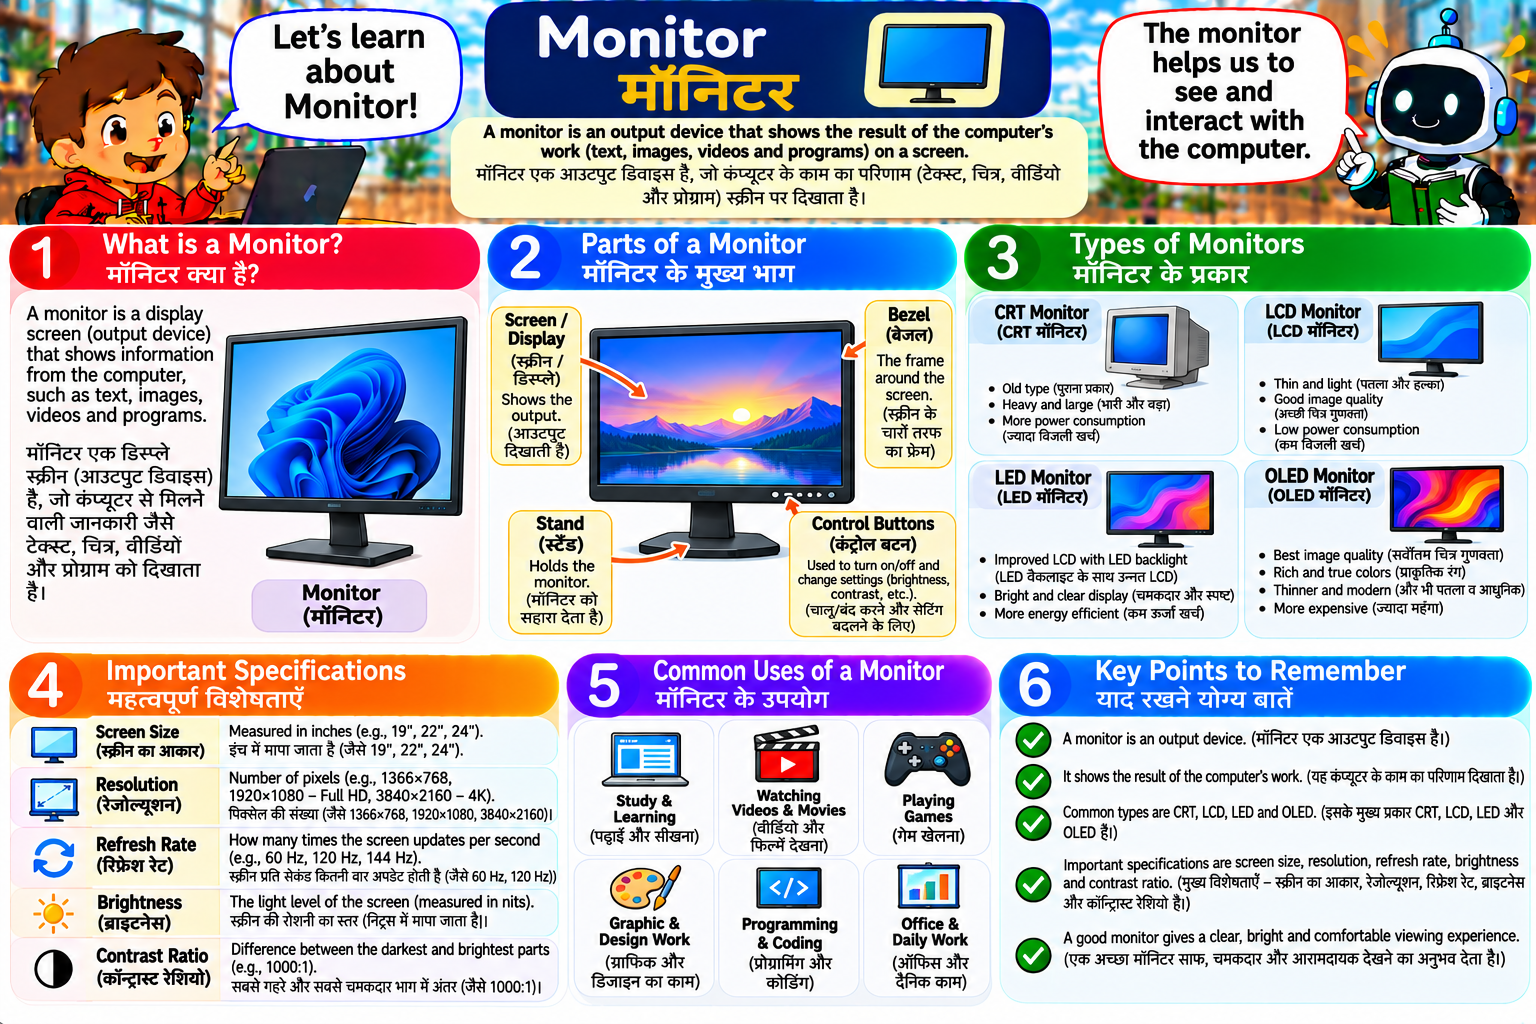 Let's learn
about
Monitor!
Monitor
मॉनिटर
A monitor is an output device that shows the result of the computer's
work (text, images, videos and programs) on a screen.
मॉनिटर एक आउटपुट डिवाइस है, जो कंप्यूटर के काम का परिणाम (टेक्स्ट, चित्र, वीडियो
और प्रोग्राम) स्क्रीन पर दिखाता है।
The monitor
helps us to
see and
interact with
the computer.
1
What is a Monitor?
मॉनिटर क्या है?
A monitor is a display
screen (output device)
that shows information
from the computer,
such as text, images,
videos and programs.
मॉनिटर एक डिस्प्ले
स्क्रीन (आउटपुट डिवाइस)
है, जो कंप्यूटर से मिलने
वाली जानकारी जैसे
टेक्स्ट, चित्र, वीडियों
और प्रोग्राम को दिखाता
है।
Monitor
(मॉनिटर)
2
Parts of a Monitor
मॉनिटर के मुख्य भाग
Screen /
Display
(स्क्रीन /
डिस्प्ले)
Shows the
output.
(आउटपुट
दिखाती है)
Bezel
(बेजल)
The frame
around the
screen.
(स्क्रीन के
चारों तरफ
का फ्रेम)
Stand
(स्टैंड)
Holds the
monitor.
(मॉनिटर को
सहारा देता है)
Control Buttons
(कंट्रोल बटन)
Used to turn on/off and
change settings (brightness,
contrast, etc.).
(चालू/बंद करने और सेटिंग
बदलने के लिए)
3
Types of Monitors
मॉनिटर के प्रकार
CRT Monitor
(CRT मॉनिटर)
• Old type (पुराना प्रकार)
• Heavy and large (भारी और बड़ा)
• More power consumption
(ज्यादा बिजली खर्च)
LCD Monitor
(LCD मॉनिटर)
• Thin and light (पतला और हल्का)
• Good image quality
(अच्छी चित्र गुणवत्ता)
• Low power consumption
(कम बिजली खर्च)
LED Monitor
(LED मॉनिटर)
• Improved LCD with LED backlight
(LED बैकलाइट के साथ उन्नत LCD)
• Bright and clear display (चमकदार और स्पष्ट)
• More energy efficient (कम ऊर्जा खर्च)
OLED Monitor
(OLED मॉनिटर)
• Best image quality (सर्वोत्तम चित्र गुणवत्ता)
• Rich and true colors (प्राकृतिक रंग)
• Thinner and modern (और भी पतला व आधुनिक)
• More expensive (ज्यादा महँगा)
4
Important Specifications
महत्वपूर्ण विशेषताएँ
Screen Size
(स्क्रीन का आकार)
Measured in inches (e.g., 19", 22", 24").
इंच में मापा जाता है (जैसे 19", 22", 24").
Resolution
(रेजोल्यूशन)
Number of pixels (e.g., 1366×768,
1920×1080 – Full HD, 3840×2160 – 4K).
पिक्सेल की संख्या (जैसे 1366×768, 1920×1080, 3840×2160)।
Refresh Rate
(रिफ्रेश रेट)
How many times the screen updates per second
(e.g., 60 Hz, 120 Hz, 144 Hz).
स्क्रीन प्रति सेकंड कितनी बार अपडेट होती है (जैसे 60 Hz, 120 Hz))
Brightness
(ब्राइटनेस)
The light level of the screen (measured in nits).
स्क्रीन की रोशनी का स्तर (निट्स में मापा जाता है)।
Contrast Ratio
(कॉन्ट्रास्ट रेशियो)
Difference between the darkest and brightest parts
(e.g., 1000:1).
सबसे गहरे और सबसे चमकदार भाग में अंतर (जैसे 1000:1)।
5
Common Uses of a Monitor
मॉनिटर के उपयोग
Study &
Learning
(पढ़ाई और सीखना)
Watching
Videos & Movies
(वीडियो और
फिल्में देखना)
Playing
Games
(गेम खेलना)
Graphic &
Design Work
(ग्राफिक और
डिजाइन का काम)
</>
Programming
& Coding
(प्रोग्रामिंग और
कोडिंग)
Office &
Daily Work
(ऑफिस और
दैनिक काम)
6
Key Points to Remember
याद रखने योग्य बातें
A monitor is an output device. (मॉनिटर एक आउटपुट डिवाइस है।)
It shows the result of the computer's work. (यह कंप्यूटर के काम का परिणाम दिखाता है।)
Common types are CRT, LCD, LED and OLED. (इसके मुख्य प्रकार CRT, LCD, LED और
OLED हैं।)
Important specifications are screen size, resolution, refresh rate, brightness
and contrast ratio. (मुख्य विशेषताएँ – स्क्रीन का आकार, रेजोल्यूशन, रिफ्रेश रेट, ब्राइटनेस
और कॉन्ट्रास्ट रेशियो है।)
A good monitor gives a clear, bright and comfortable viewing experience.
(एक अच्छा मॉनिटर साफ, चमकदार और आरामदायक देखने का अनुभव देता है।)